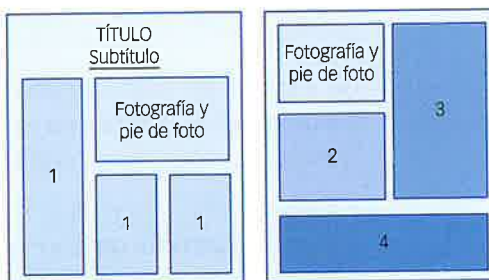 TÍTULO
Subtítulo
Fotografía y
pie de foto
1
1
1
Fotografía y
pie de foto
2
3
4